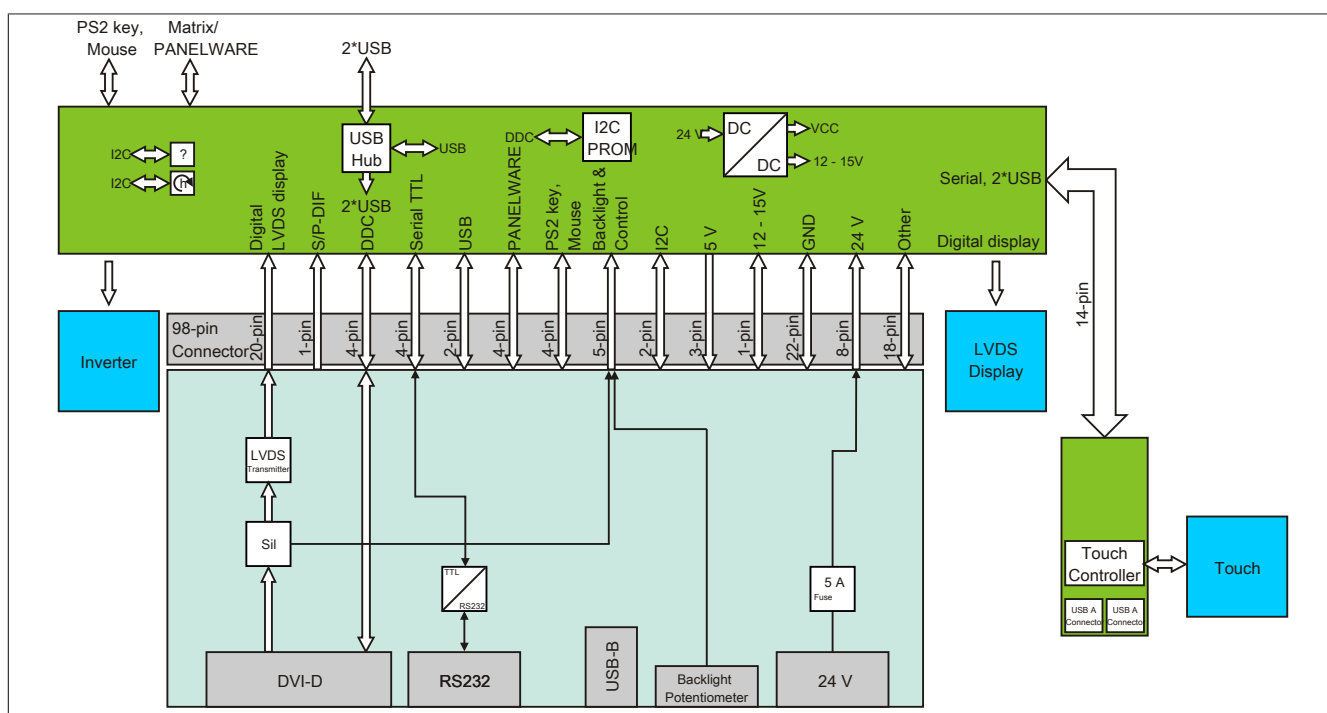 PS2 key,
Mouse
Matrix/
PANELWARE
2*USB
I2C
?
I2C
h
USB
Hub
USB
2*USB
DDC
I2C
PROM
24 V
DC
DC
VCC
12 - 15V
Serial, 2*USB
Digital display
Digital
LVDS display
S/P-DIF
DDC
Serial TTL
USB
PANELWARE
PS2 key,
Mouse
Backlight &
Control
I2C
5 V
12 - 15V
GND
24 V
Other
98-pin
Connector
20-pin
1-pin
4-pin
4-pin
2-pin
4-pin
4-pin
5-pin
2-pin
3-pin
1-pin
22-pin
8-pin
18-pin
14-pin
Inverter
LVDS
Display
LVDS
Transmitter
Sil
TTL
RS232
5 A
Fuse
DVI-D
RS232
USB-B
Backlight
Potentiometer
24 V
Touch
Controller
USB A
Connecto
USB A
Connecto
Touch